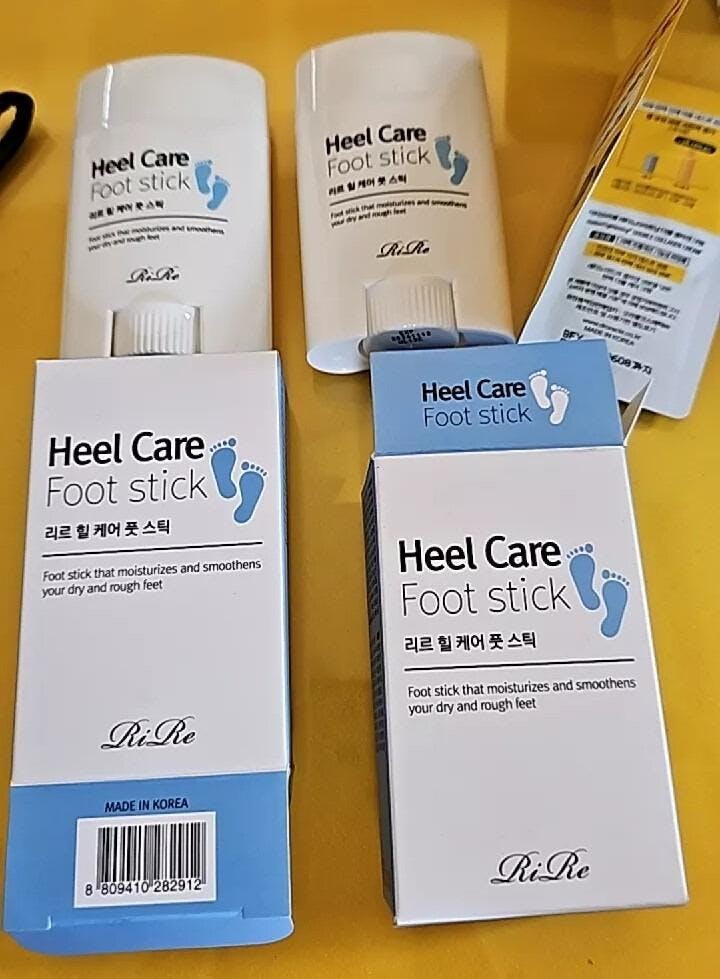 Heel Care
Foot stick
리르 힐 케어 풋 스틱
Foot stick that moisturizes and smoothens
your dry and rough feet
RiRe
Heel Care
Foot stick
리르 힐 케어 풋 스틱
Foot stick that moisturizes and smoothens
your dry and rough feet
RiRe
Heel Care
Foot stick
리르 힐 케어 풋 스틱
Foot stick that moisturizes and smoothens
your dry and rough feet
RiRe
MADE IN KOREA
8 809410 282912
Heel Care
Foot stick
Heel Care
Foot stick
리르 힐 케어 풋 스틱
Foot stick that moisturizes and smoothens
your dry and rough feet
RiRe
MADE IN KOREA